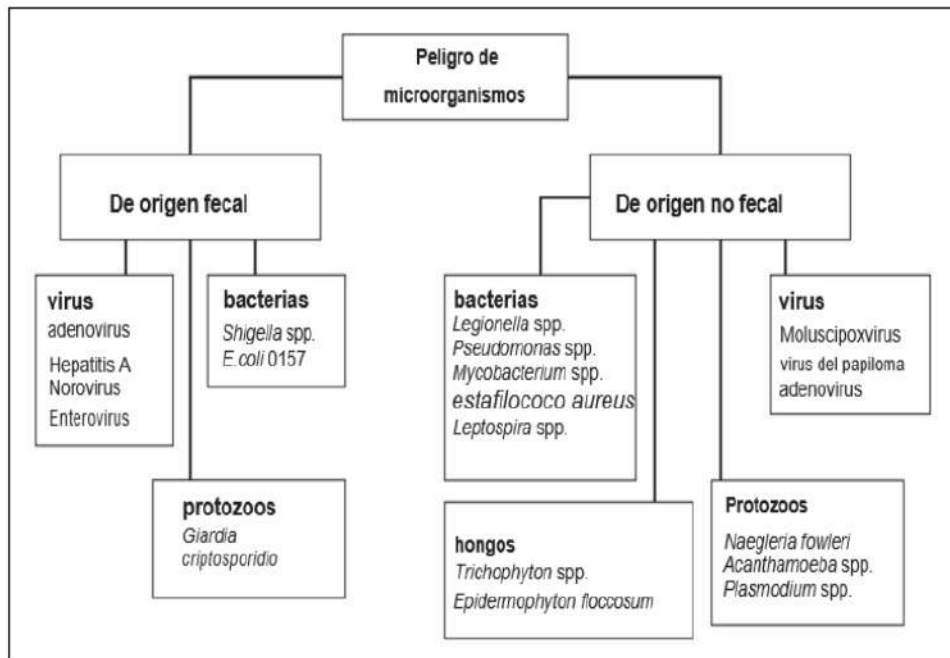 Peligro de
microorganismos
De origen fecal
De origen no fecal
virus
adenovirus
Hepatitis A
Norovirus
Enterovirus
bacterias
Shigella spp.
E.coli 0157
protozoos
Giardia
criptosporidio
bacterias
Legionella spp.
Pseudomonas spp.
Mycobacterium spp.
estafilococo aureus
Leptospira spp.
virus
Moluscipoxvirus
virus del papiloma
adenovirus
hongos
Trichophyton spp.
Epidermophyton floccosum
Protozoos
Naegleria fowleri
Acanthamoeba spp.
Plasmodium spp.